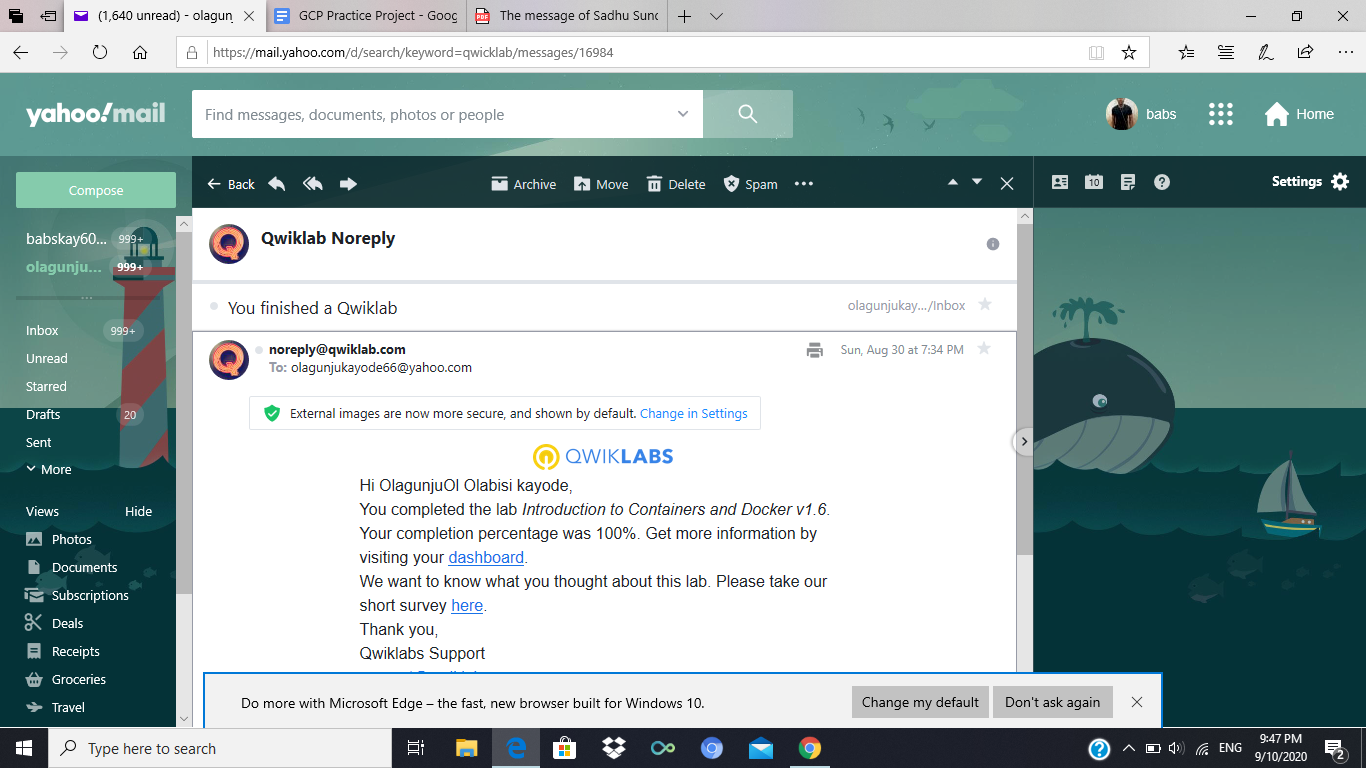 (1,640 unread) - olagunj
GCP Practice Project - Goog
The message of Sadhu Sund
https://mail.yahoo.com/d/search/keyword=qwicklab/messages/16984
yahoo!mail
Find messages, documents, photos or people
babs
Home
Compose
Back
Archive
Move
Delete
Spam
10
Settings
babskay60... 999+
olagunju... 999+
Inbox 999+
Unread
Starred
Drafts 20
Sent
More
Views Hide
Photos
Documents
Subscriptions
Deals
Receipts
Groceries
Travel
Qwiklab Noreply
You finished a Qwiklab
olagunjukay.../Inbox
noreply@qwiklab.com
Sun, Aug 30 at 7:34 PM
To: olagunjukayode66@yahoo.com
External images are now more secure, and shown by default. Change in Settings
QWIKLABS
Hi OlagunjuOl Olabisi kayode,
You completed the lab Introduction to Containers and Docker v1.6.
Your completion percentage was 100%. Get more information by
visiting your dashboard.
We want to know what you thought about this lab. Please take our
short survey here.
Thank you,
Qwiklabs Support
Do more with Microsoft Edge – the fast, new browser built for Windows 10.
Change my default
Don't ask again
Type here to search
ENG
9:47 PM
9/10/2020
2